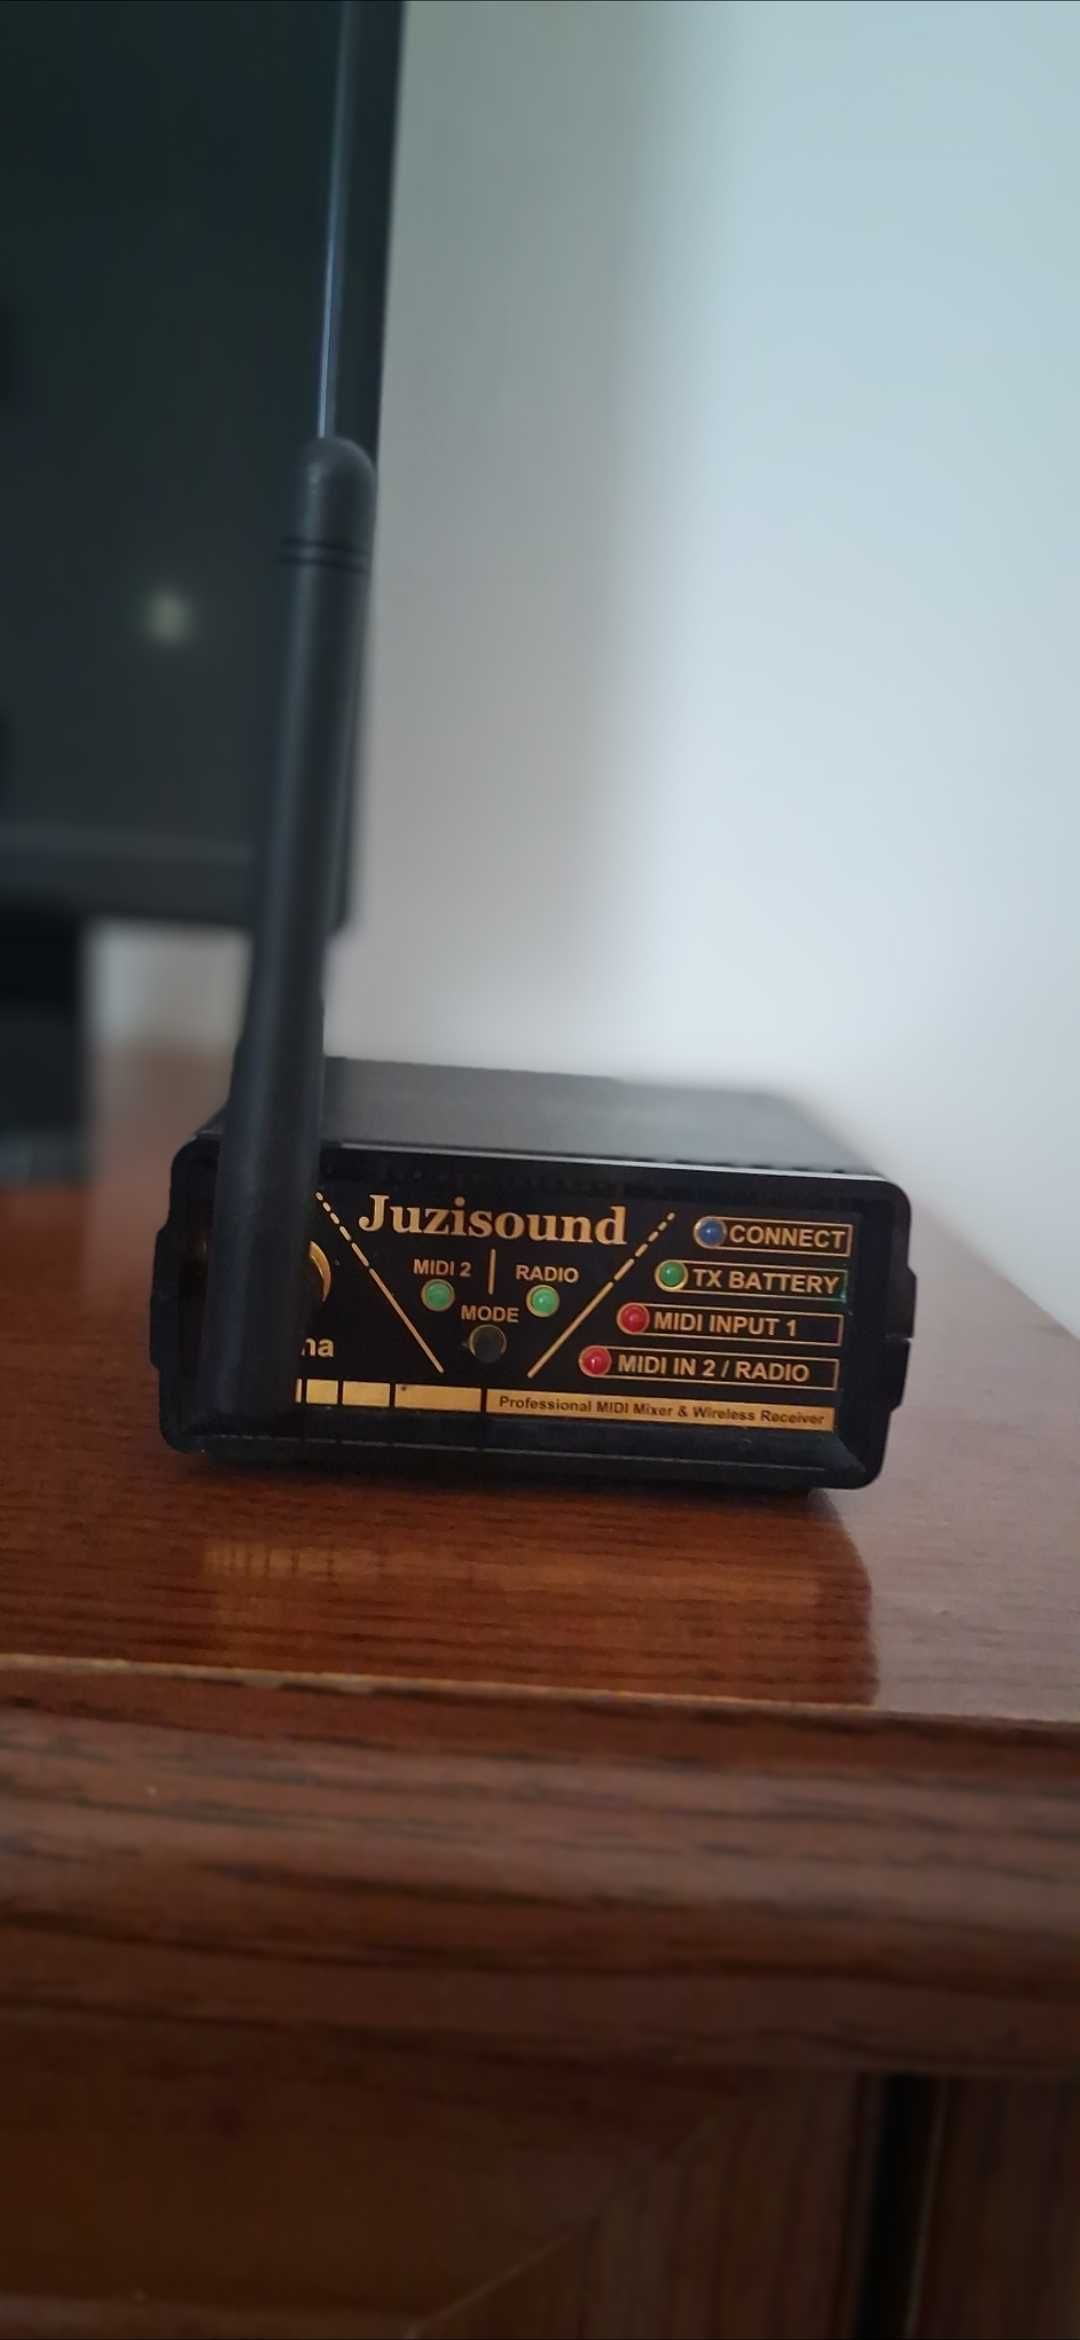 Juzisound
MIDI 2
RADIO
MODE
CONNECT
TX BATTERY
MIDI INPUT 1
MIDI IN 2 / RADIO
Professional MIDI Mixer & Wireless Receiver